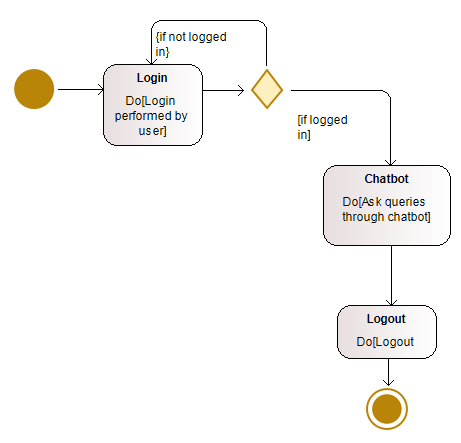 {if not logged
in}
Login
Do[Login
performed by
user]
[if logged
in]
Chatbot
Do[Ask queries
through chatbot]
Logout
Do[Logout